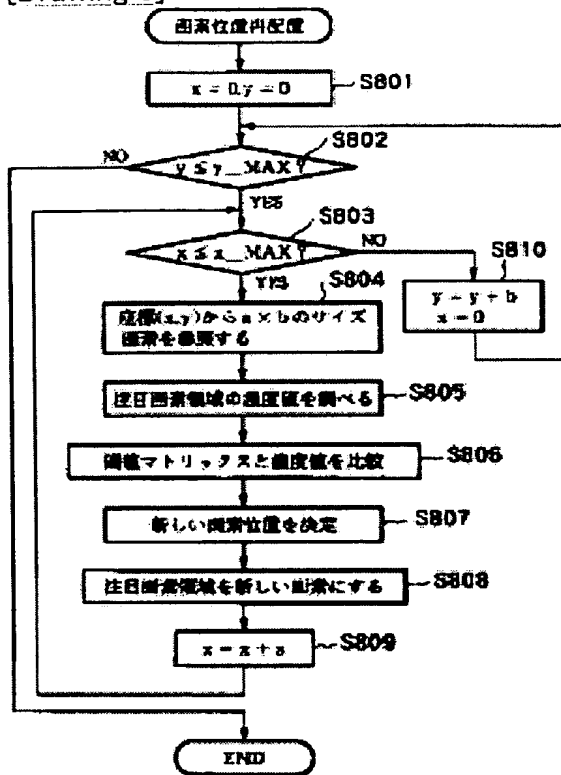 画素位置再配置
x = 0, y = 0
S801
S802
NO
y ≤ y_MAX ?
YES
S803
x ≤ x_MAX ?
NO
S810
YES
S804
y = y + b
x = 0
座標(x,y)からa×bのサイズ
画素を参照する
注目画素領域の濃度値を調べる
S805
閾値マトリックスと濃度値を比較
S806
新しい画素位置を決定
S807
注目画素領域を新しい画素にする
S808
x = x + a
S809
END